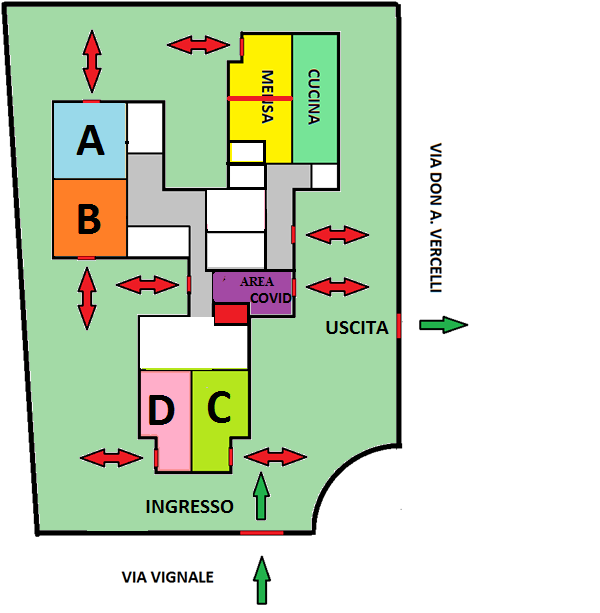 MENSA
CUCINA
A
B
VIA DON A. VERCELLI
AREA
COVID
USCITA
D
C
INGRESSO
VIA VIGNALE